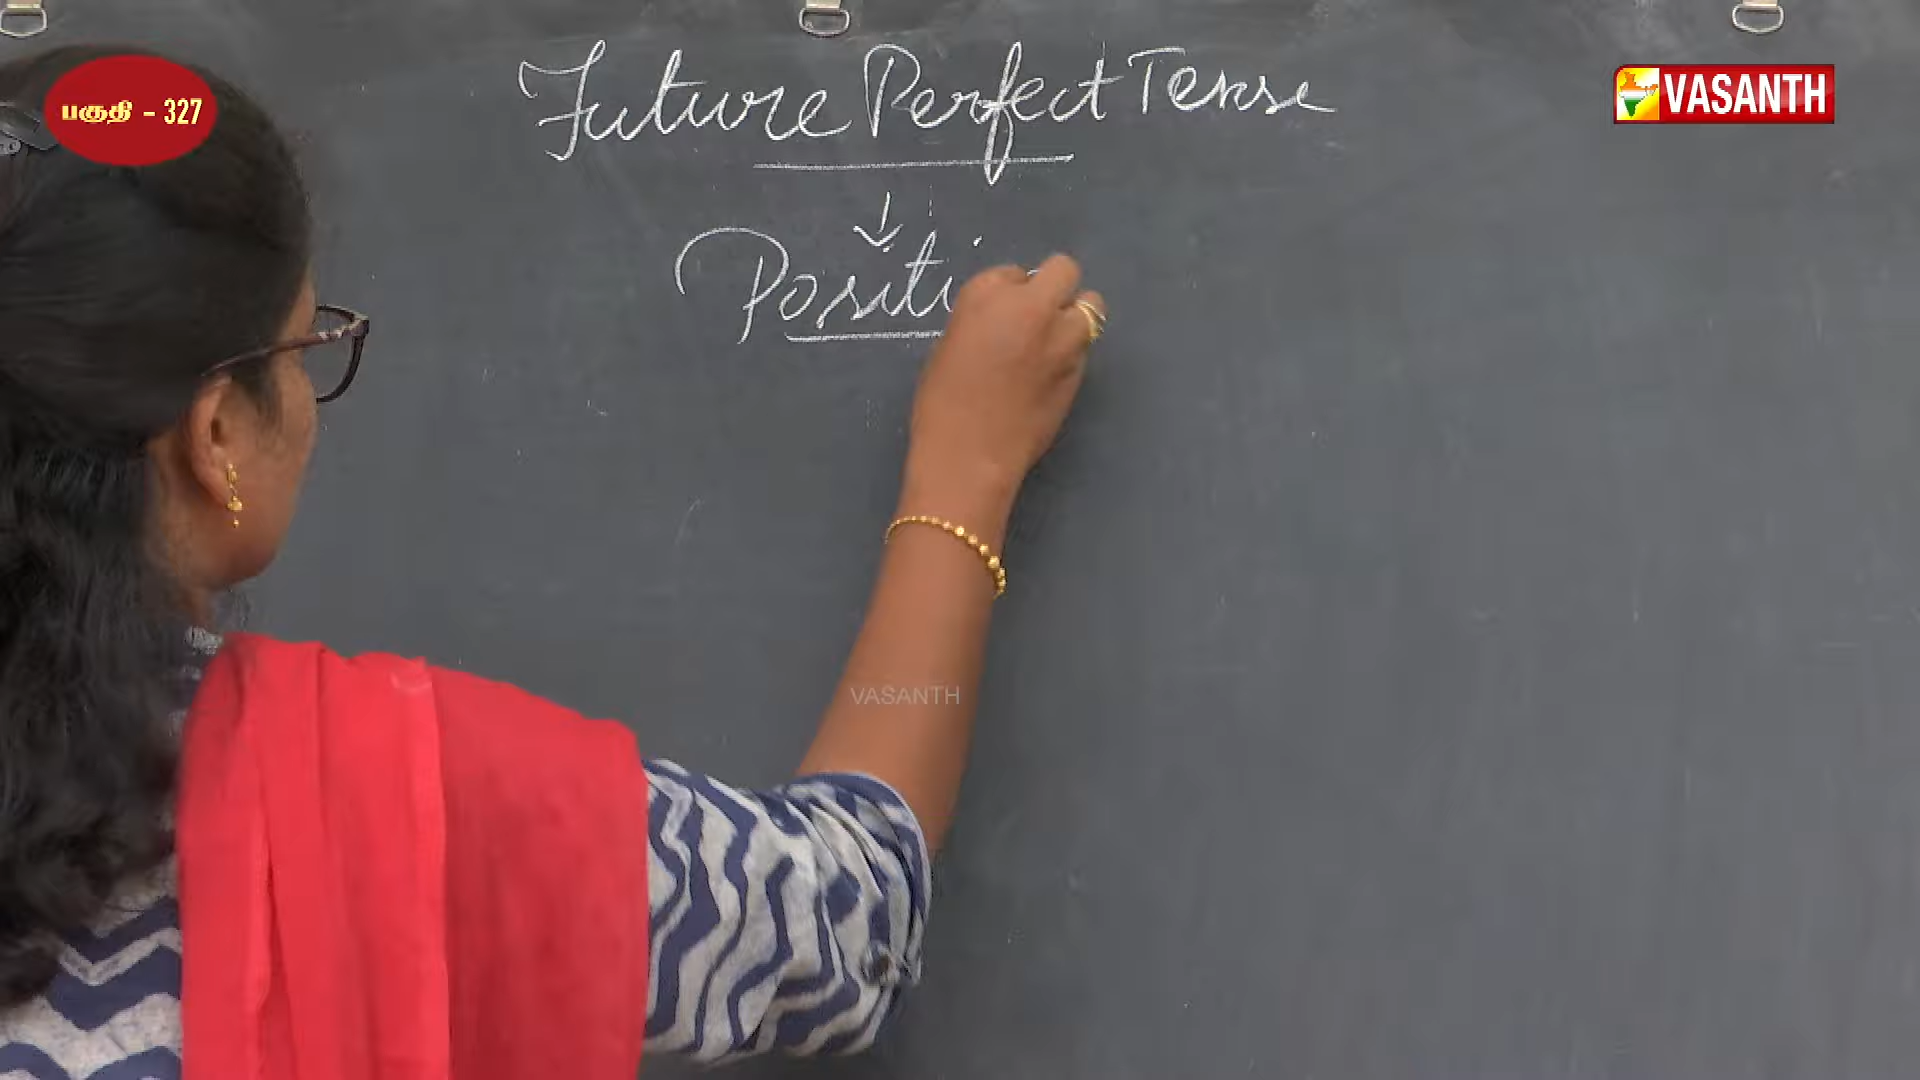 பகுதி - 327
VASANTH
Future Perfect Tense
Positi
VASANTH